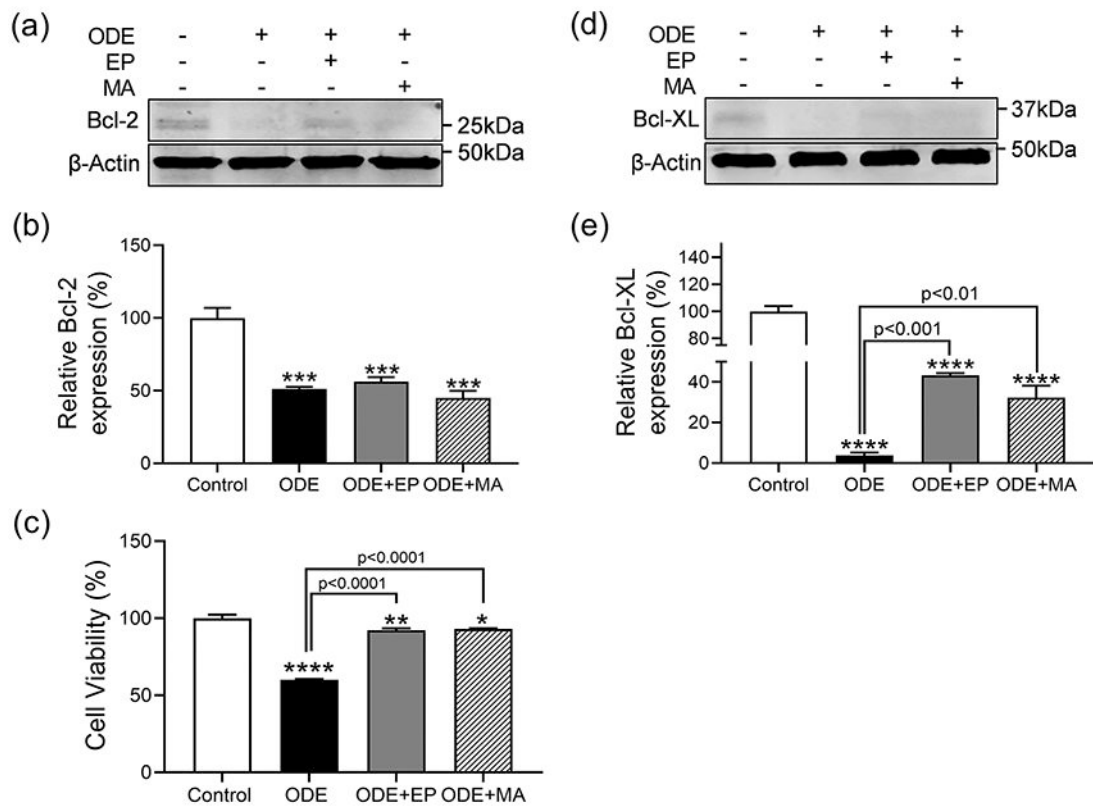 (a)
ODE - + + +
EP - - + -
MA - - - +
Bcl-2
25kDa
β-Actin
50kDa
(d)
ODE - + + +
EP - - + -
MA - - - +
Bcl-XL
37kDa
β-Actin
50kDa
(b)
Relative Bcl-2
expression (%)
150
100
50
0
***
***
***
Control ODE ODE+EP ODE+MA
(e)
Relative Bcl-XL
expression (%)
140
120
100
80
40
20
0
p<0.01
p<0.001
****
****
****
Control ODE ODE+EP ODE+MA
(c)
Cell Viability (%)
150
100
50
0
p<0.0001
p<0.0001
****
**
*
Control ODE ODE+EP ODE+MA